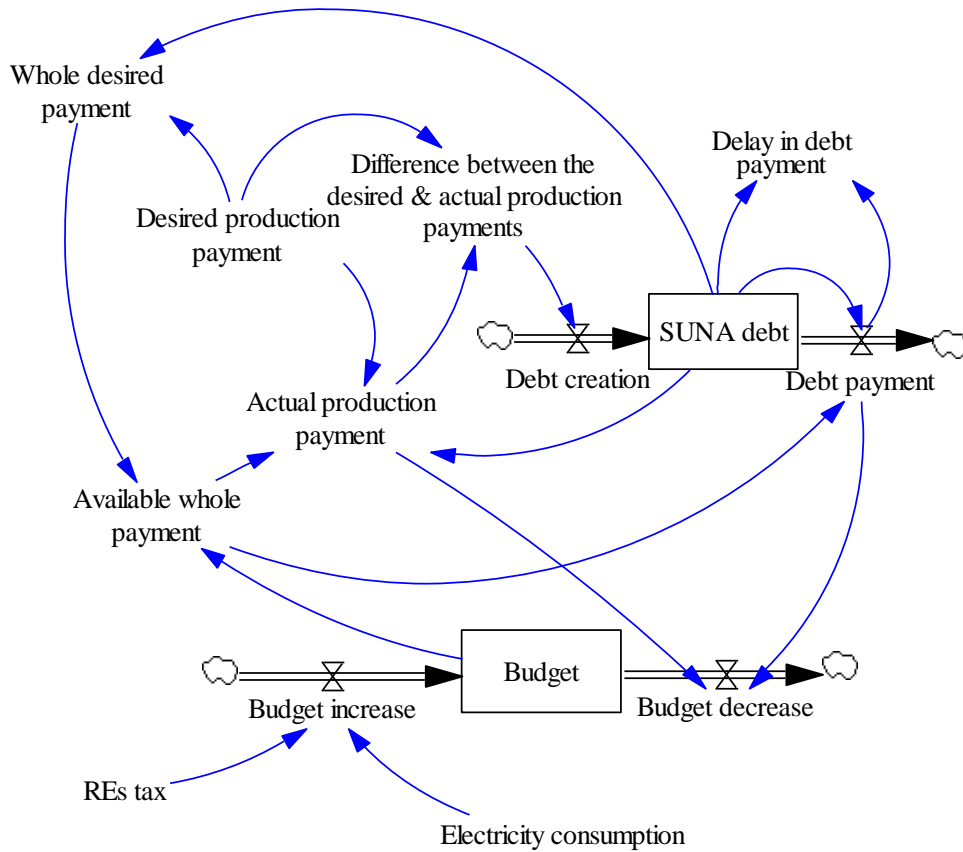 Whole desired
payment
Delay in debt
payment
Difference between the
desired & actual production
payments
Desired production
payment
SUNA debt
Debt creation
Debt payment
Actual production
payment
Available whole
payment
Budget
Budget increase
Budget decrease
REs tax
Electricity consumption